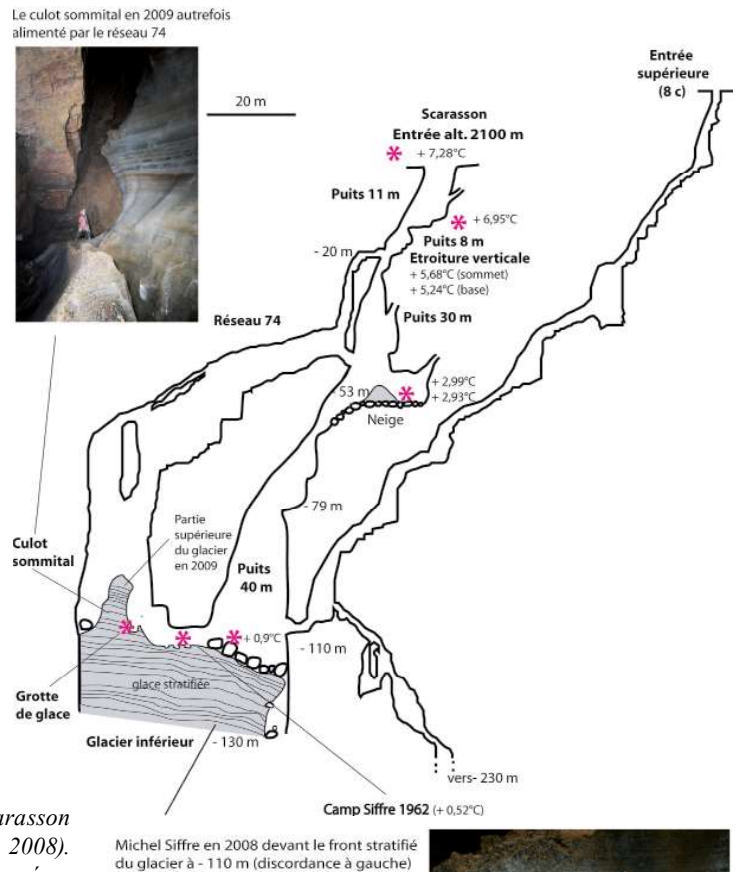 Le culot sommital en 2009 autrefois
alimenté par le réseau 74
20 m
Entrée
supérieure
(8 c)
Scarasson
Entrée alt. 2100 m
+ 7,28°C
Puits 11 m
+ 6,95°C
Puits 8 m
Etroiture verticale
+ 5,68°C (sommet)
+ 5,24°C (base)
- 20 m
Réseau 74
Puits 30 m
- 53 m
+ 2,99°C
+ 2,93°C
Neige
- 79 m
Partie
supérieure
du glacier
en 2009
Culot
sommital
Puits
40 m
+ 0,9°C
- 110 m
glace stratifiée
Grotte
de glace
Glacier inférieur
- 130 m
vers- 230 m
Camp Siffre 1962 (+ 0,52°C)
arasson
2008).
Michel Siffre en 2008 devant le front stratifié
du glacier à - 110 m (discordance à gauche)